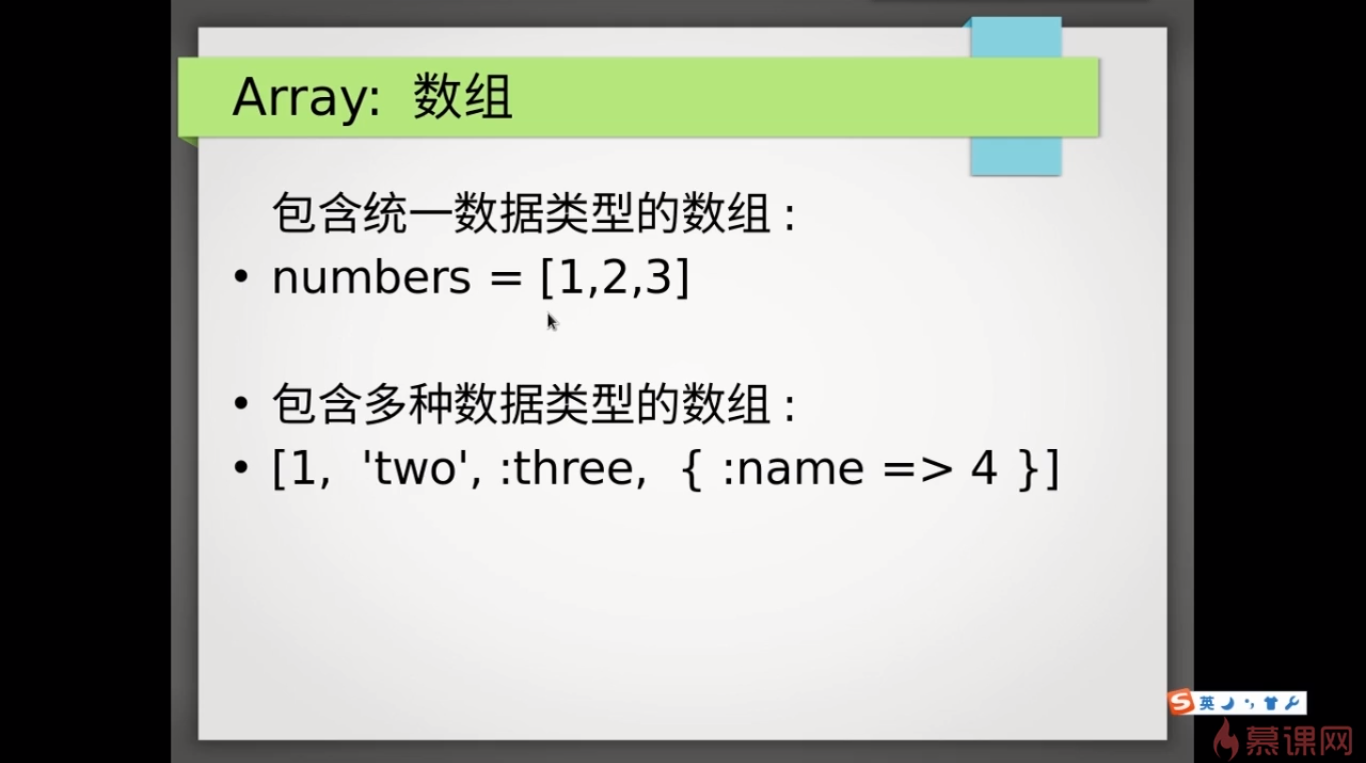 Array: 数组
包含统一数据类型的数组:
• numbers = [1,2,3]
• 包含多种数据类型的数组:
• [1, 'two', :three, { :name => 4 }]
英
慕课网